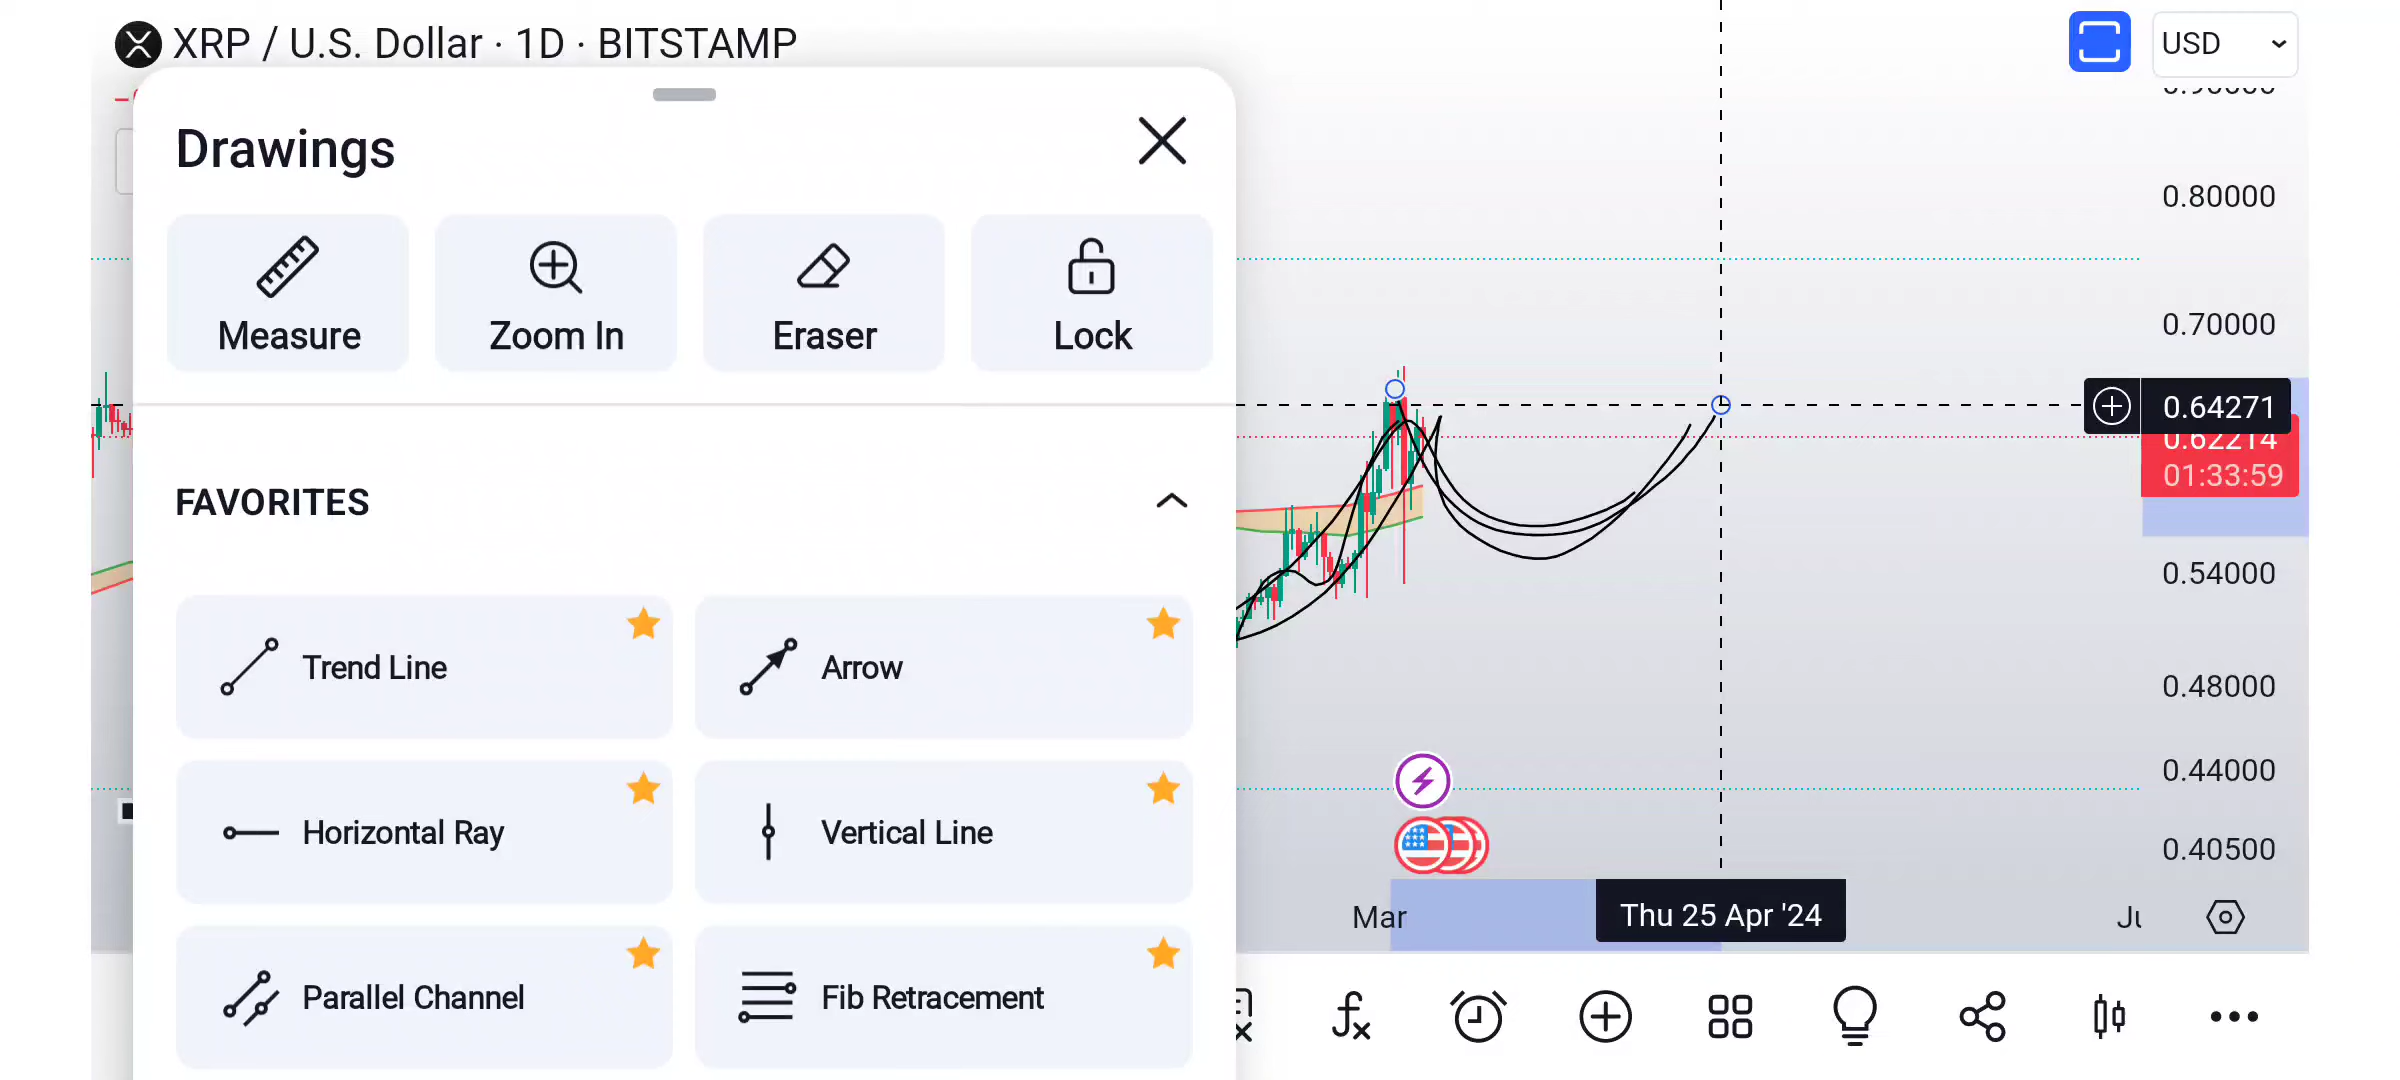 XRP / U.S. Dollar · 1D · BITSTAMP
USD
Drawings
Measure
Zoom In
Eraser
Lock
FAVORITES
Trend Line
Arrow
Horizontal Ray
Vertical Line
Parallel Channel
Fib Retracement
0.80000
0.70000
0.64271
0.62214
01:33:59
0.54000
0.48000
0.44000
0.40500
Mar
Thu 25 Apr '24